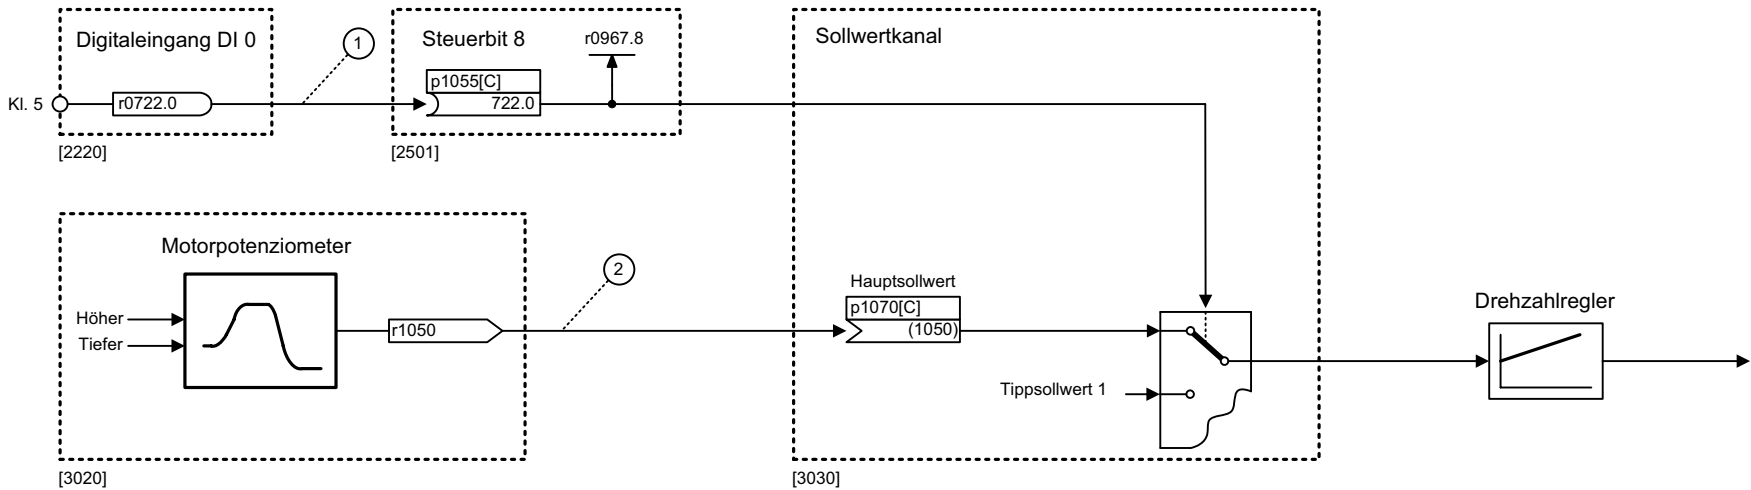 Digitaleingang DI 0
1
Steuerbit 8
r0967.8
Sollwertkanal
p1055[C]
Kl. 5
r0722.0
722.0
[2220]
[2501]
Motorpotenziometer
2
Hauptsollwert
Drehzahlregler
p1070[C]
Höher
r1050
(1050)
Tiefer
Tippsollwert 1
[3020]
[3030]